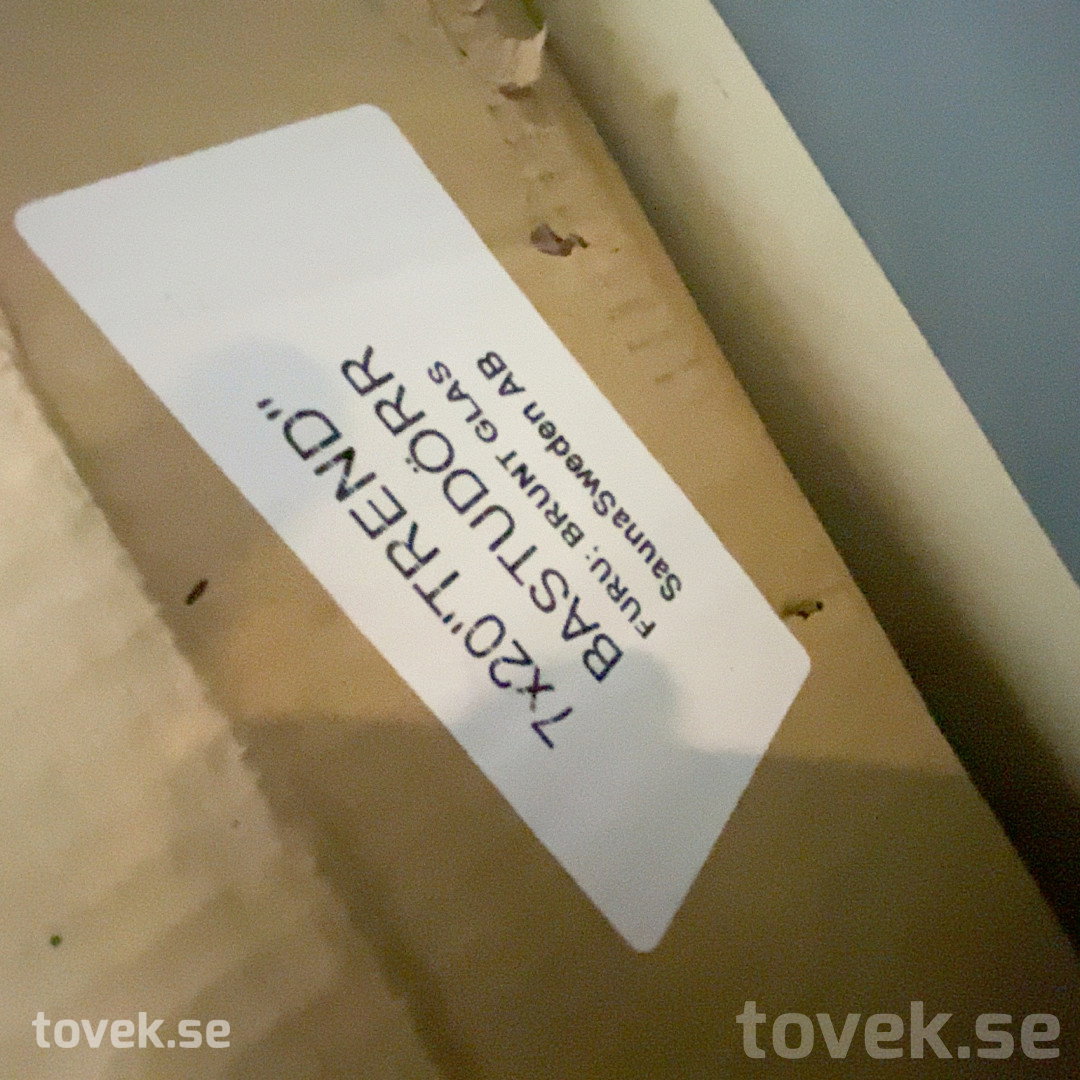 7x20"TREND"
BASTUDÖRR
FURU; BRUNT GLAS
SaunaSweden AB
tovek.se
tovek.se